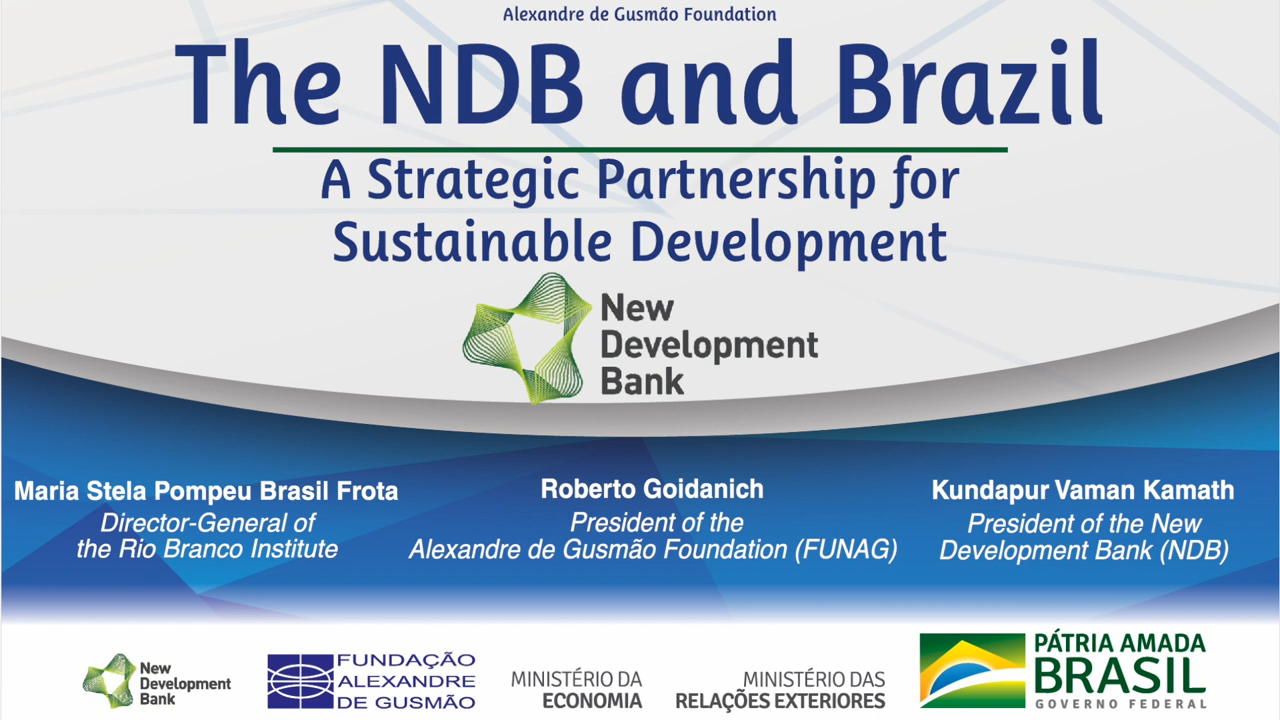 Alexandre de Gusmão Foundation
The NDB and Brazil
A Strategic Partnership for
Sustainable Development
New
Development
Bank
Maria Stela Pompeu Brasil Frota
Director-General of
the Rio Branco Institute
Roberto Goidanich
President of the
Alexandre de Gusmão Foundation (FUNAG)
Kundapur Vaman Kamath
President of the New
Development Bank (NDB)
New
Development
Bank
FUNDAÇÃO
ALEXANDRE
DE GUSMÃO
MINISTÉRIO DA
ECONOMIA
MINISTÉRIO DAS
RELAÇÕES EXTERIORES
PÁTRIA AMADA
BRASIL
GOVERNO FEDERAL